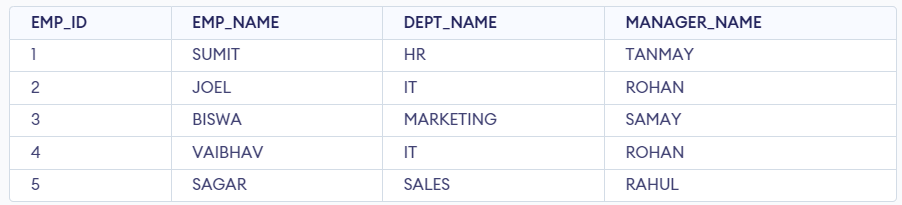 EMP_ID EMP_NAME DEPT_NAME MANAGER_NAME
1 SUMIT HR TANMAY
2 JOEL IT ROHAN
3 BISWA MARKETING SAMAY
4 VAIBHAV IT ROHAN
5 SAGAR SALES RAHUL